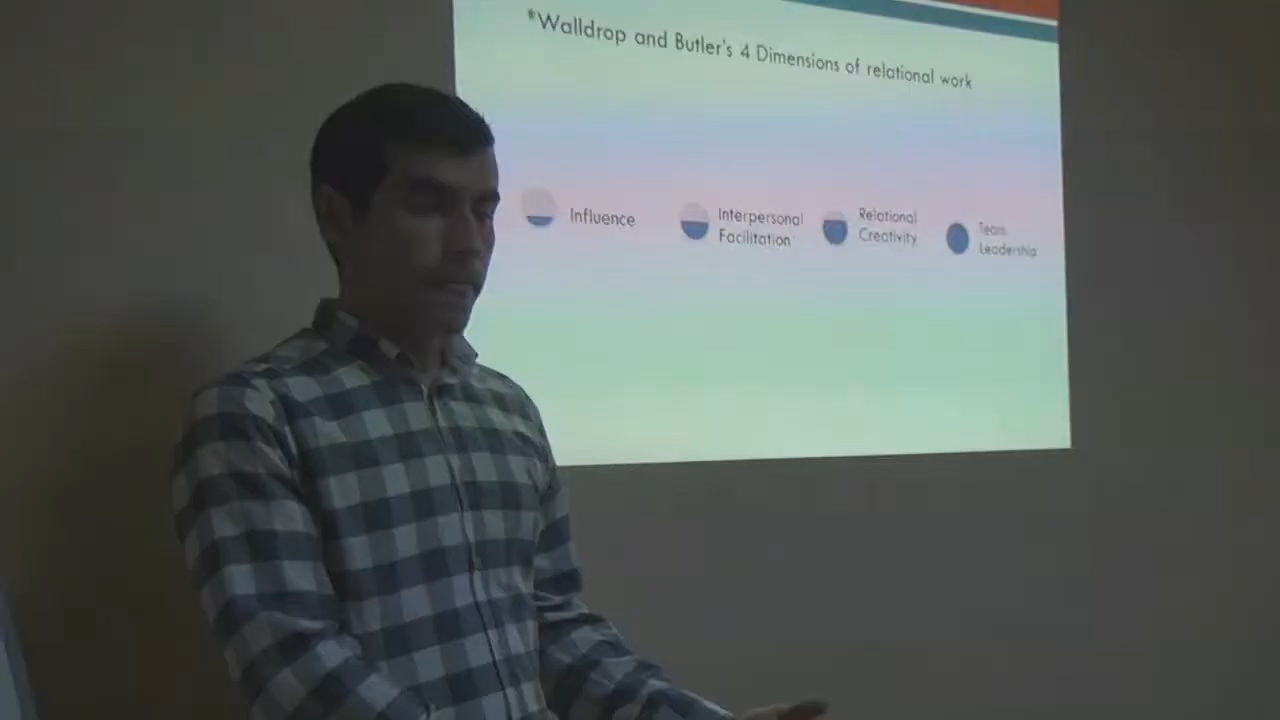 *Walldrop and Butler's 4 Dimensions of relational work
Influence
Interpersonal
Facilitation
Relational
Creativity
Team
Leadership